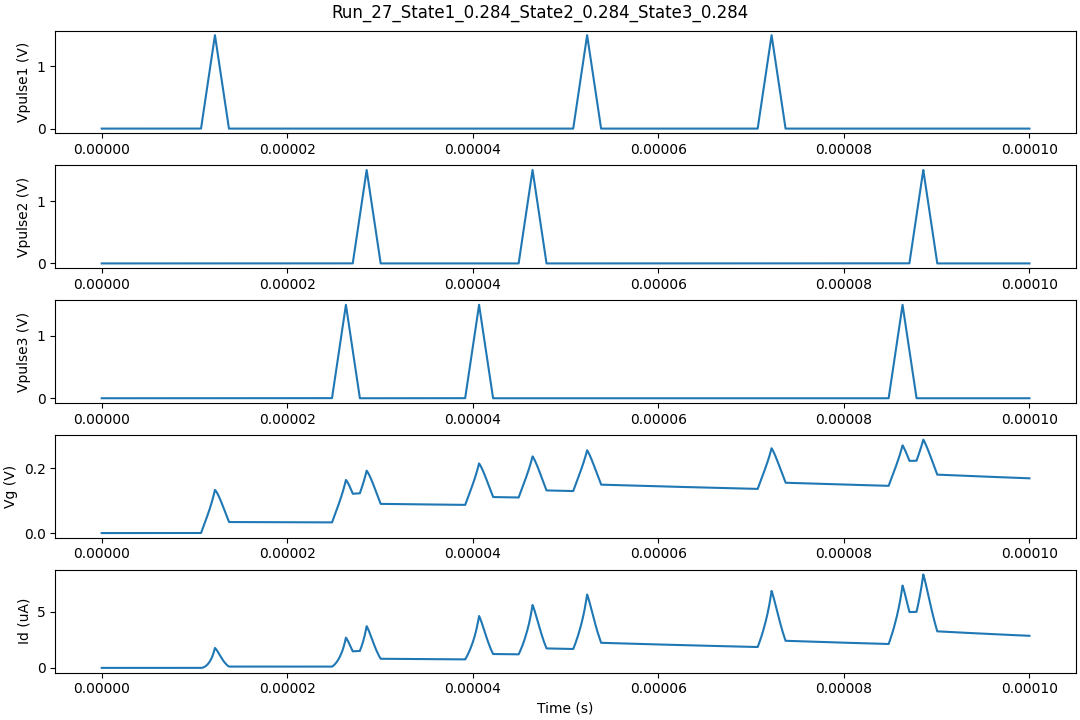 Run_27_State1_0.284_State2_0.284_State3_0.284
Vpulse1 (V)
1
0
0.00000 0.00002 0.00004 0.00006 0.00008 0.00010
Vpulse2 (V)
1
0
0.00000 0.00002 0.00004 0.00006 0.00008 0.00010
Vpulse3 (V)
1
0
0.00000 0.00002 0.00004 0.00006 0.00008 0.00010
Vg (V)
0.2
0.0
0.00000 0.00002 0.00004 0.00006 0.00008 0.00010
Id (uA)
5
0
0.00000 0.00002 0.00004 0.00006 0.00008 0.00010
Time (s)